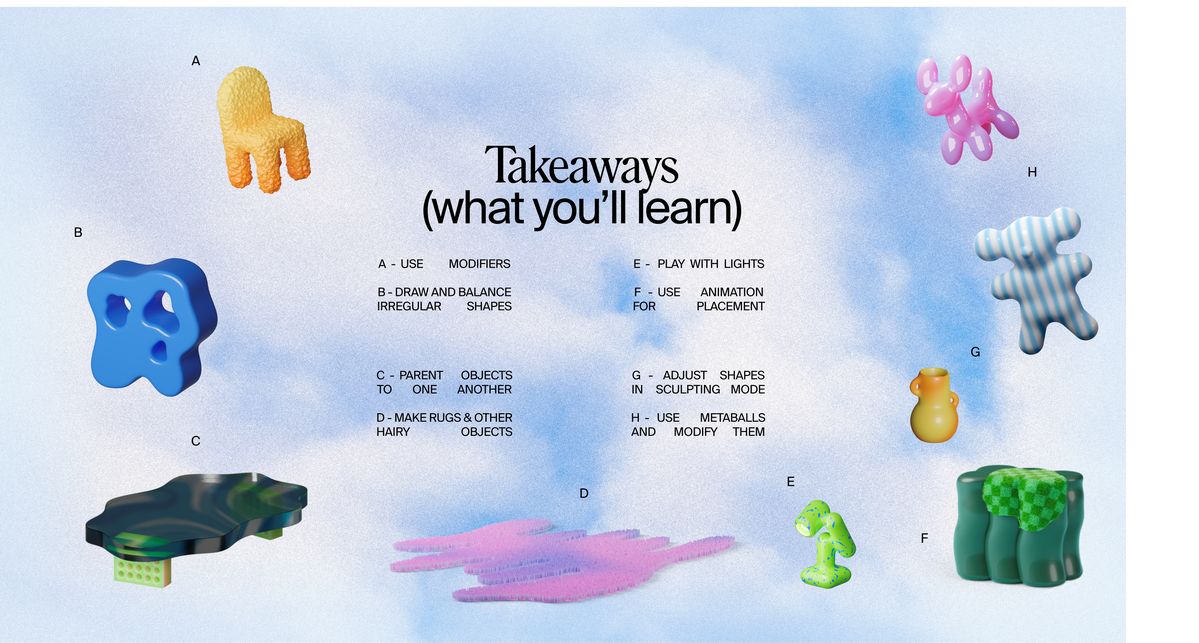 Takeaways
(what you'll learn)
A - USE MODIFIERS
B - DRAW AND BALANCE
IRREGULAR SHAPES
C - PARENT OBJECTS
TO ONE ANOTHER
D - MAKE RUGS & OTHER
HAIRY OBJECTS
E - PLAY WITH LIGHTS
F - USE ANIMATION
FOR PLACEMENT
G - ADJUST SHAPES
IN SCULPTING MODE
H - USE METABALLS
AND MODIFY THEM
A
B
C
D
E
F
G
H